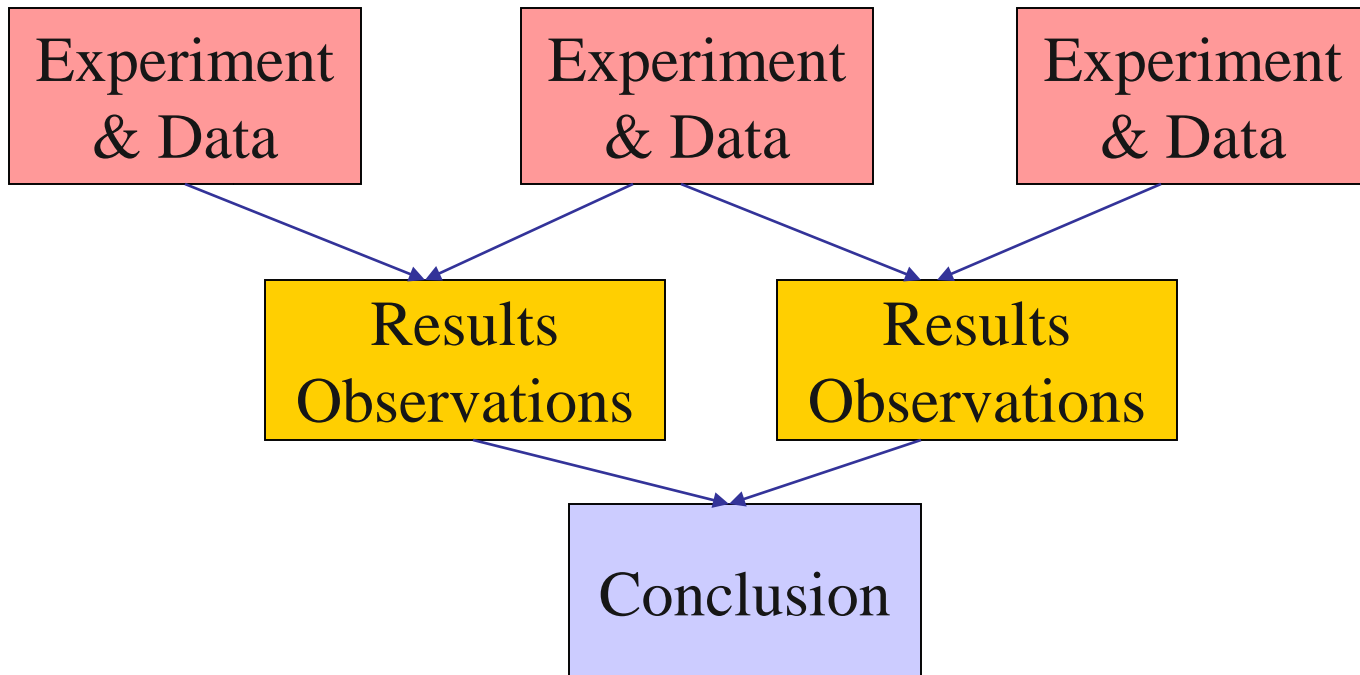 Experiment
& Data
Experiment
& Data
Experiment
& Data
Results
Observations
Results
Observations
Conclusion